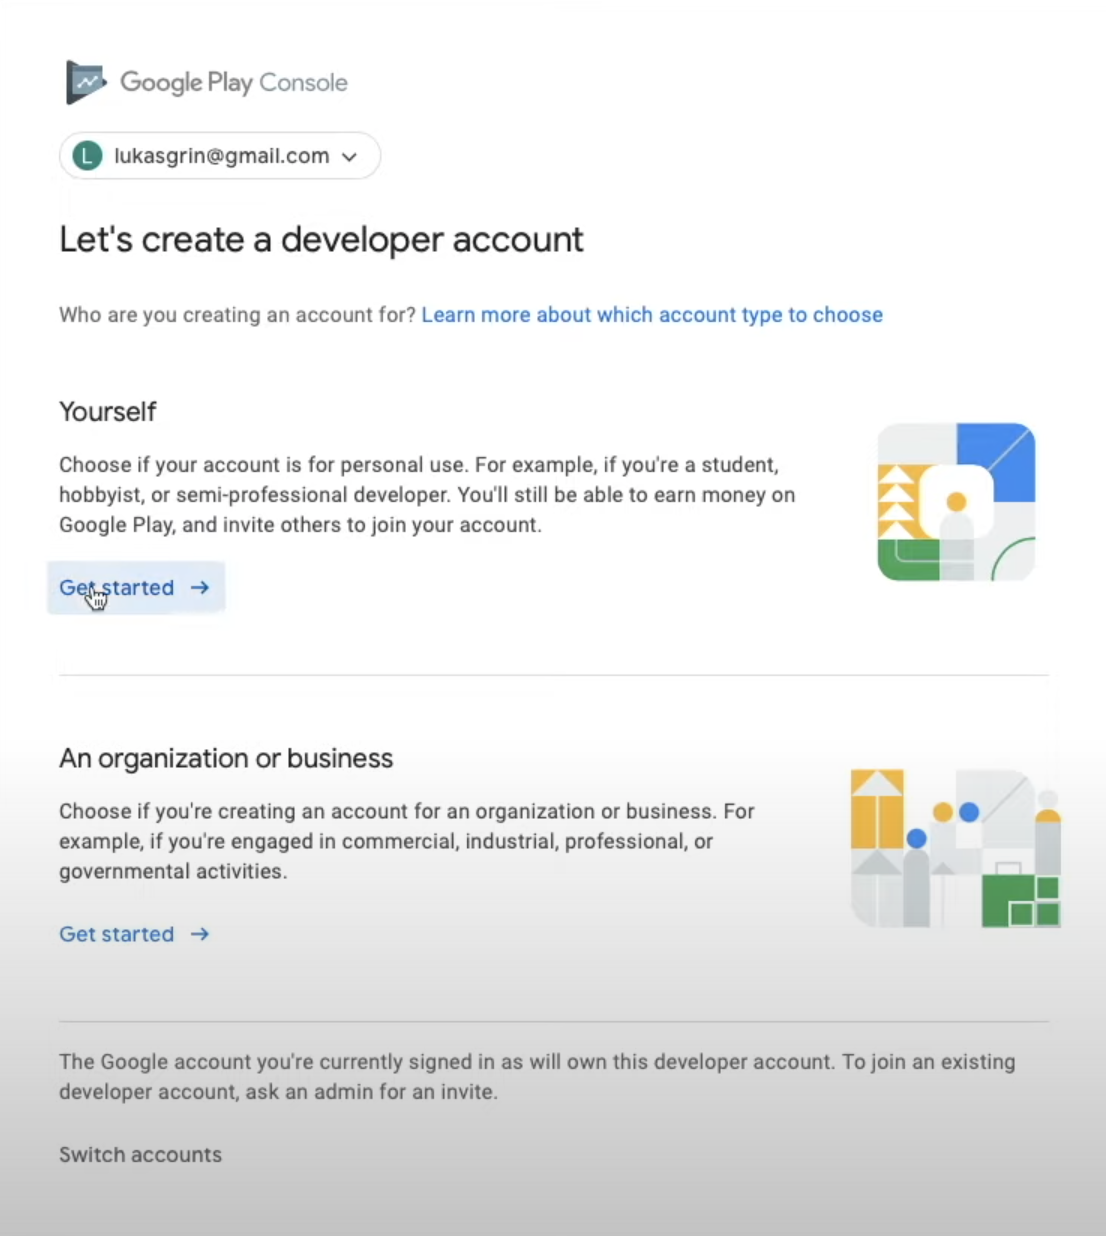 Google Play Console
L lukasgrin@gmail.com
Let's create a developer account
Who are you creating an account for? Learn more about which account type to choose
Yourself
Choose if your account is for personal use. For example, if you're a student,
hobbyist, or semi-professional developer. You'll still be able to earn money on
Google Play, and invite others to join your account.
Get started →
An organization or business
Choose if you're creating an account for an organization or business. For
example, if you're engaged in commercial, industrial, professional, or
governmental activities.
Get started →
The Google account you're currently signed in as will own this developer account. To join an existing
developer account, ask an admin for an invite.
Switch accounts